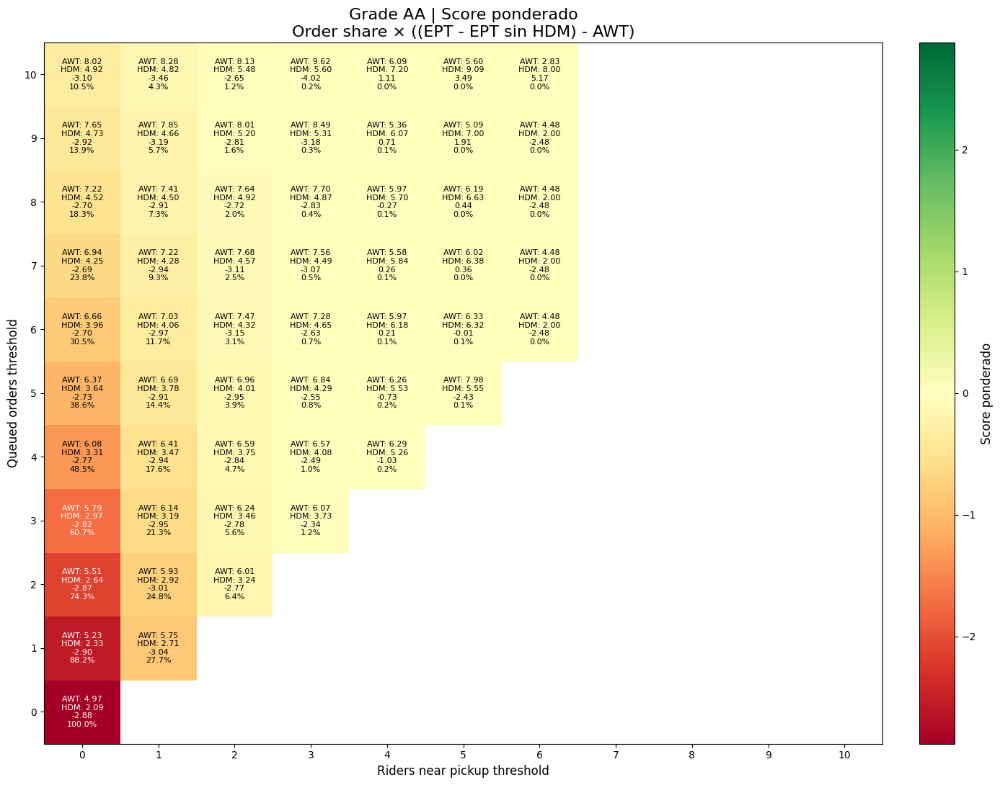 Grade AA | Score ponderado
Order share × ((EPT - EPT sin HDM) - AWT)
Queued orders threshold
10
AWT: 8.02
HDM: 4.92
-3.10
10.5%
AWT: 8.28
HDM: 4.82
-3.46
4.3%
AWT: 8.13
HDM: 5.48
-2.65
1.2%
AWT: 9.62
HDM: 5.60
-4.02
0.2%
AWT: 6.09
HDM: 7.20
1.11
0.0%
AWT: 5.60
HDM: 9.09
3.49
0.0%
AWT: 2.83
HDM: 8.00
5.17
0.0%
9
AWT: 7.65
HDM: 4.73
-2.92
13.9%
AWT: 7.85
HDM: 4.66
-3.19
5.7%
AWT: 8.01
HDM: 5.20
-2.81
1.6%
AWT: 8.49
HDM: 5.31
-3.18
0.3%
AWT: 5.36
HDM: 6.07
0.71
0.1%
AWT: 5.09
HDM: 7.00
1.91
0.0%
AWT: 4.48
HDM: 2.00
-2.48
0.0%
8
AWT: 7.22
HDM: 4.52
-2.70
18.3%
AWT: 7.41
HDM: 4.50
-2.91
7.3%
AWT: 7.64
HDM: 4.92
-2.72
2.0%
AWT: 7.70
HDM: 4.87
-2.83
0.4%
AWT: 5.97
HDM: 5.70
-0.27
0.1%
AWT: 6.19
HDM: 6.63
0.44
0.0%
AWT: 4.48
HDM: 2.00
-2.48
0.0%
7
AWT: 6.94
HDM: 4.25
-2.69
23.8%
AWT: 7.22
HDM: 4.28
-2.94
9.3%
AWT: 7.68
HDM: 4.57
-3.11
2.5%
AWT: 7.56
HDM: 4.49
-3.07
0.5%
AWT: 5.58
HDM: 5.84
0.26
0.1%
AWT: 6.02
HDM: 6.38
0.36
0.0%
AWT: 4.48
HDM: 2.00
-2.48
0.0%
6
AWT: 6.66
HDM: 3.96
-2.70
30.5%
AWT: 7.03
HDM: 4.06
-2.97
11.7%
AWT: 7.47
HDM: 4.32
-3.15
3.1%
AWT: 7.28
HDM: 4.65
-2.63
0.7%
AWT: 5.97
HDM: 6.18
0.21
0.1%
AWT: 6.33
HDM: 6.32
-0.01
0.1%
AWT: 4.48
HDM: 2.00
-2.48
0.0%
5
AWT: 6.37
HDM: 3.64
-2.73
38.6%
AWT: 6.69
HDM: 3.78
-2.91
14.4%
AWT: 6.96
HDM: 4.01
-2.95
3.9%
AWT: 6.84
HDM: 4.29
-2.55
0.8%
AWT: 6.26
HDM: 5.53
-0.73
0.2%
AWT: 7.98
HDM: 5.55
-2.43
0.1%
4
AWT: 6.08
HDM: 3.31
-2.77
48.5%
AWT: 6.41
HDM: 3.47
-2.94
17.6%
AWT: 6.59
HDM: 3.75
-2.84
4.7%
AWT: 6.57
HDM: 4.08
-2.49
1.0%
AWT: 6.29
HDM: 5.26
-1.03
0.2%
3
AWT: 5.79
HDM: 2.97
-2.82
60.7%
AWT: 6.14
HDM: 3.19
-2.95
21.3%
AWT: 6.24
HDM: 3.46
-2.78
5.6%
AWT: 6.07
HDM: 3.73
-2.34
1.2%
2
AWT: 5.51
HDM: 2.64
-2.87
74.3%
AWT: 5.93
HDM: 2.92
-3.01
24.8%
AWT: 6.01
HDM: 3.24
-2.77
6.4%
1
AWT: 5.23
HDM: 2.33
-2.90
88.2%
AWT: 5.75
HDM: 2.71
-3.04
27.7%
0
AWT: 4.97
HDM: 2.09
-2.88
100.0%
0 1 2 3 4 5 6 7 8 9 10
Riders near pickup threshold
2
1
0
−1
−2
Score ponderado